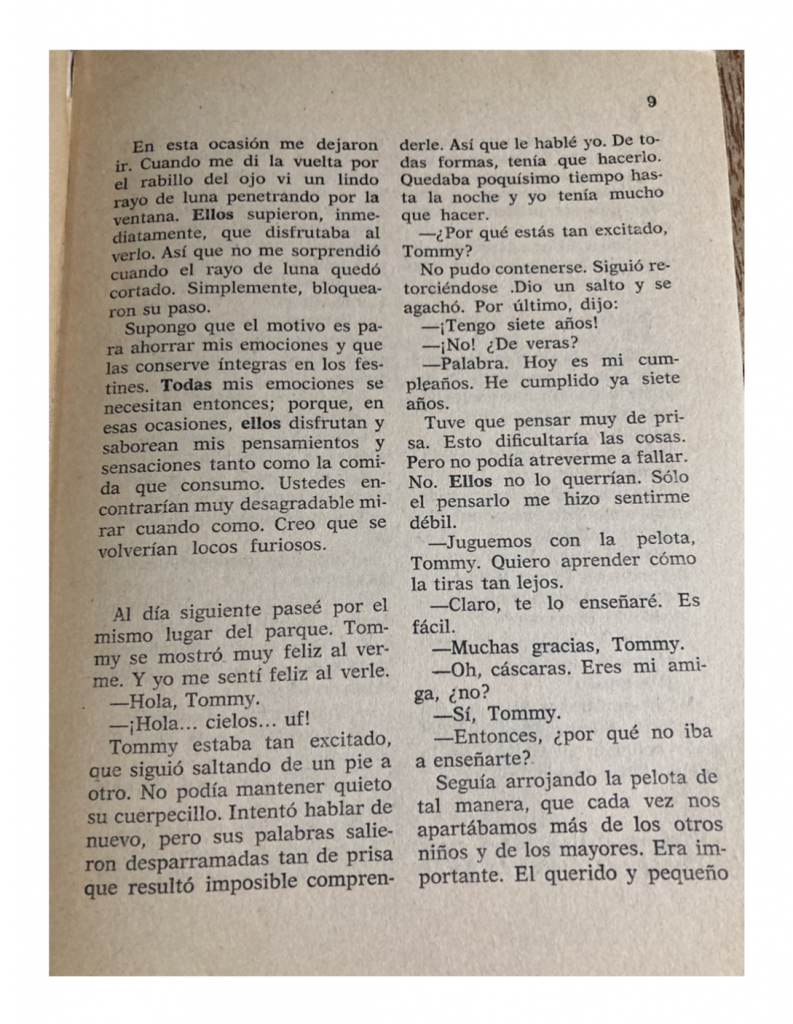 9
En esta ocasión me dejaron
ir. Cuando me di la vuelta por
el rabillo del ojo vi un lindo
rayo de luna penetrando por la
ventana. Ellos supieron, inme-
diatamente, que disfrutaba al
verlo. Así que no me sorprendió
cuando el rayo de luna quedó
cortado. Simplemente, bloquea-
ron su paso.
Supongo que el motivo es pa-
ra ahorrar mis emociones y que
las conserve íntegras en los fes-
tines. Todas mis emociones se
necesitan entonces; porque, en
esas ocasiones, ellos disfrutan y
saborean mis pensamientos y
sensaciones tanto como la comi-
da que consumo. Ustedes en-
contrarían muy desagradable mi-
rar cuando como. Creo que se
volverían locos furiosos.
Al día siguiente paseé por el
mismo lugar del parque. Tom-
my se mostró muy feliz al ver-
me. Y yo me sentí feliz al verle.
—Hola, Tommy.
—¡Hola... cielos... uf!
Tommy estaba tan excitado,
que siguió saltando de un pie a
otro. No podía mantener quieto
su cuerpecillo. Intentó hablar de
nuevo, pero sus palabras salie-
ron desparramadas tan de prisa
que resultó imposible compren-
derle. Así que le hablé yo. De to-
das formas, tenía que hacerlo.
Quedaba poquísimo tiempo has-
ta la noche y yo tenía mucho
que hacer.
—¿Por qué estás tan excitado,
Tommy?
No pudo contenerse. Siguió re-
torciéndose .Dio un salto y se
agachó. Por último, dijo:
—¡Tengo siete años!
—¡No! ¿De veras?
—Palabra. Hoy es mi cum-
pleaños. He cumplido ya siete
años.
Tuve que pensar muy de pri-
sa. Esto dificultaría las cosas.
Pero no podía atreverme a fallar.
No. Ellos no lo querrían. Sólo
el pensarlo me hizo sentirme
débil.
—Juguemos con la pelota,
Tommy. Quiero aprender cómo
la tiras tan lejos.
—Claro, te lo enseñaré. Es
fácil.
—Muchas gracias, Tommy.
—Oh, cáscaras. Eres mi ami-
ga, ¿no?
—Sí, Tommy.
—Entonces, ¿por qué no iba
a enseñarte?
Seguía arrojando la pelota de
tal manera, que cada vez nos
apartábamos más de los otros
niños y de los mayores. Era im-
portante. El querido y pequeño